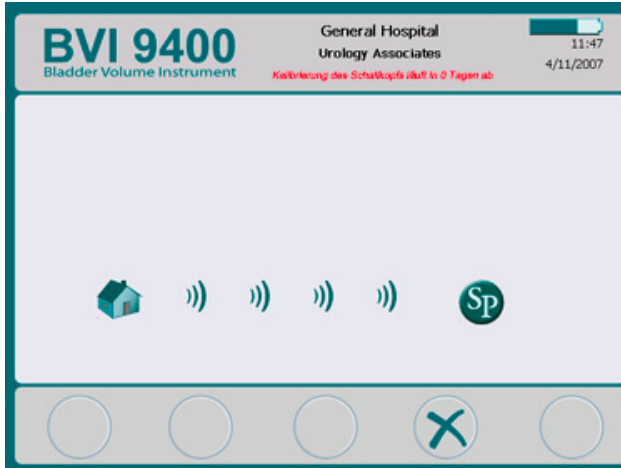 BVI 9400
Bladder Volume Instrument
General Hospital
Urology Associates
Kalibrierung des Schallkopfs läuft in 0 Tagen ab
11:47
4/11/2007
SP